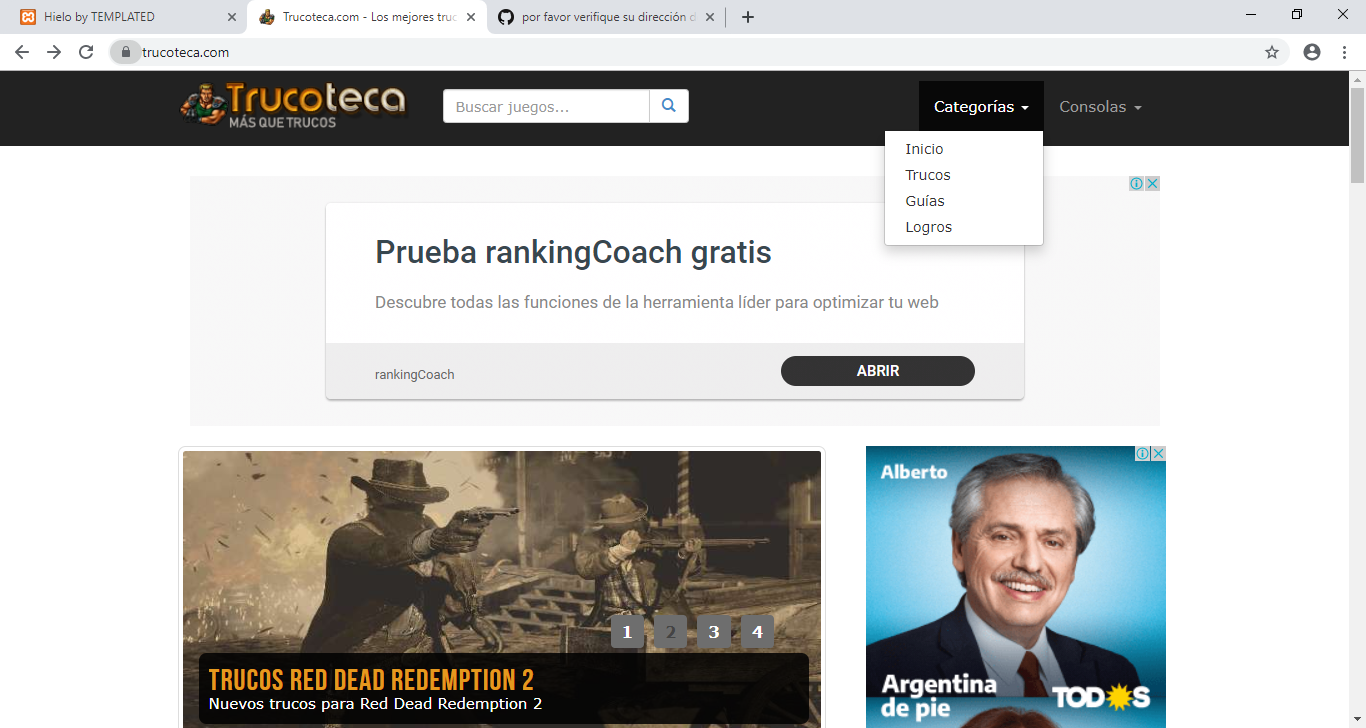 Hielo by TEMPLATED
Trucoteca.com - Los mejores truc
por favor verifique su dirección d
trucoteca.com
Trucoteca
MÁS QUE TRUCOS
Buscar juegos...
Categorías
Consolas
Inicio
Trucos
Guías
Logros
Prueba rankingCoach gratis
Descubre todas las funciones de la herramienta líder para optimizar tu web
rankingCoach
ABRIR
1 2 3 4
TRUCOS RED DEAD REDEMPTION 2
Nuevos trucos para Red Dead Redemption 2
Alberto
Argentina
de pie
TODOS